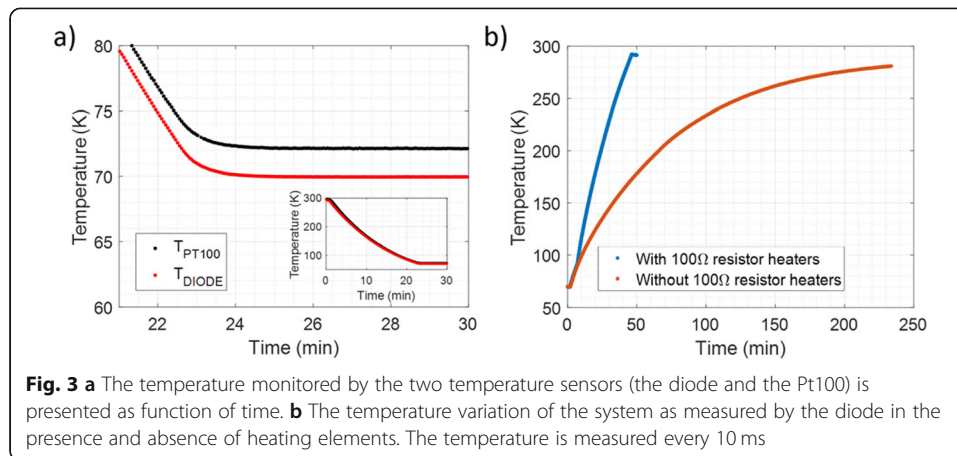 a)
80
75
70
65
60
Temperature (K)
22
24
26
28
30
Time (min)
T_PT100
T_DIODE
300
200
100
Temperature (K)
0
10
20
30
Time (min)
b)
300
250
200
150
100
50
Temperature (K)
0
50
100
150
200
250
Time (min)
With 100Ω resistor heaters
Without 100Ω resistor heaters
Fig. 3 a The temperature monitored by the two temperature sensors (the diode and the Pt100) is
presented as function of time. b The temperature variation of the system as measured by the diode in the
presence and absence of heating elements. The temperature is measured every 10 ms